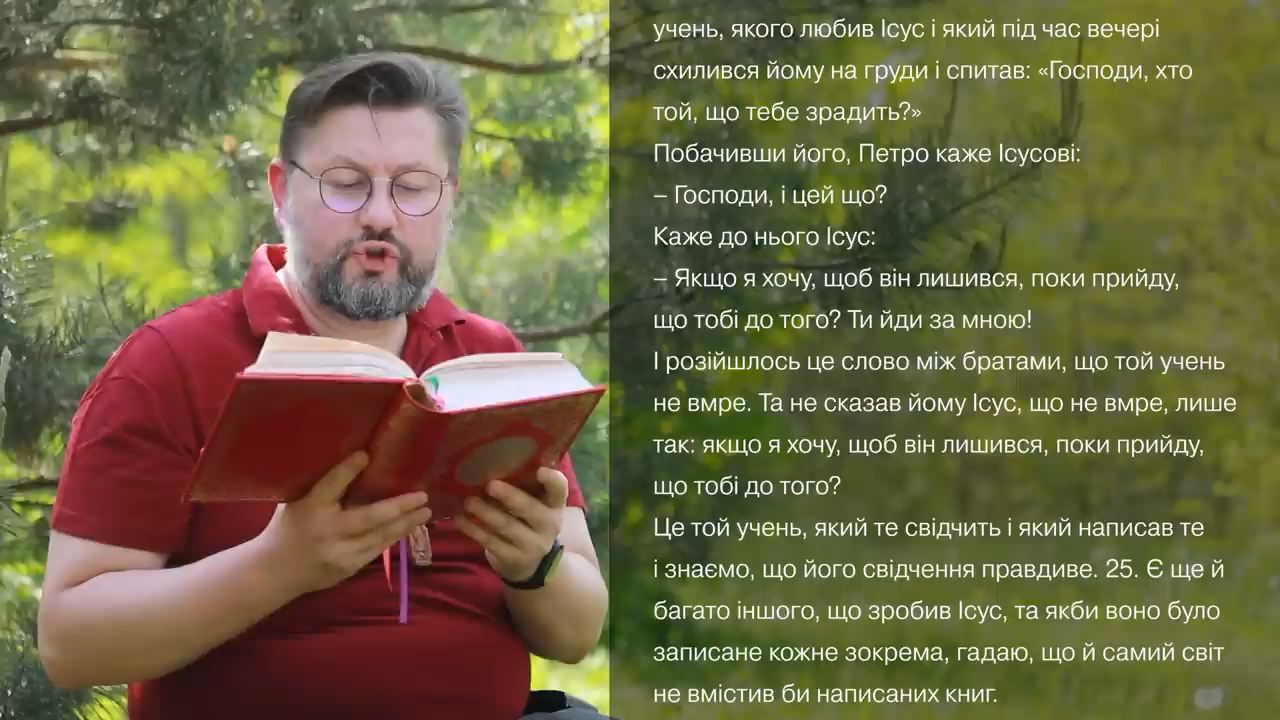 учень, якого любив Ісус і який під час вечері
схилився йому на груди і спитав: «Господи, хто
той, що тебе зрадить?»
Побачивши його, Петро каже Ісусові:
– Господи, і цей що?
Каже до нього Ісус:
– Якщо я хочу, щоб він лишився, поки прийду,
що тобі до того? Ти йди за мною!
І розійшлось це слово між братами, що той учень
не вмре. Та не сказав йому Ісус, що не вмре, лише
так: якщо я хочу, щоб він лишився, поки прийду,
що тобі до того?
Це той учень, який те свідчить і який написав те
і знаємо, що його свідчення правдиве. 25. Є ще й
багато іншого, що зробив Ісус, та якби воно було
записане кожне зокрема, гадаю, що й самий світ
не вмістив би написаних книг.